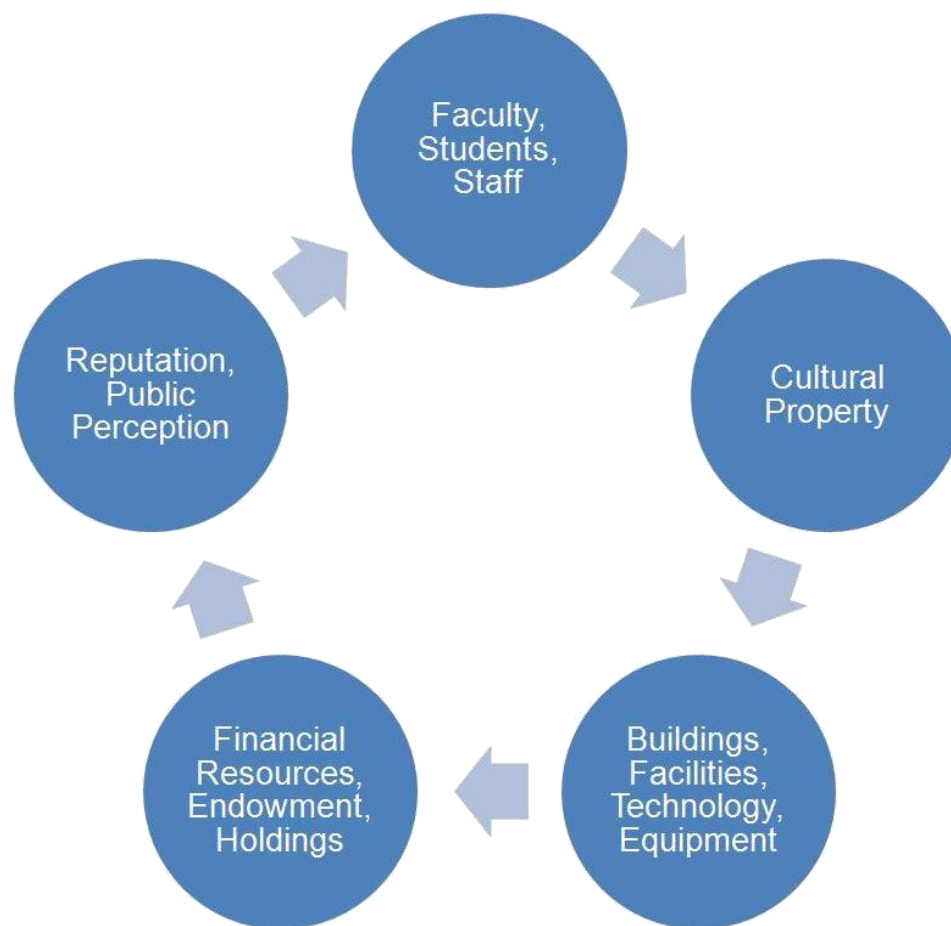 Faculty,
Students,
Staff
Cultural
Property
Buildings,
Facilities,
Technology,
Equipment
Financial
Resources,
Endowment,
Holdings
Reputation,
Public
Perception